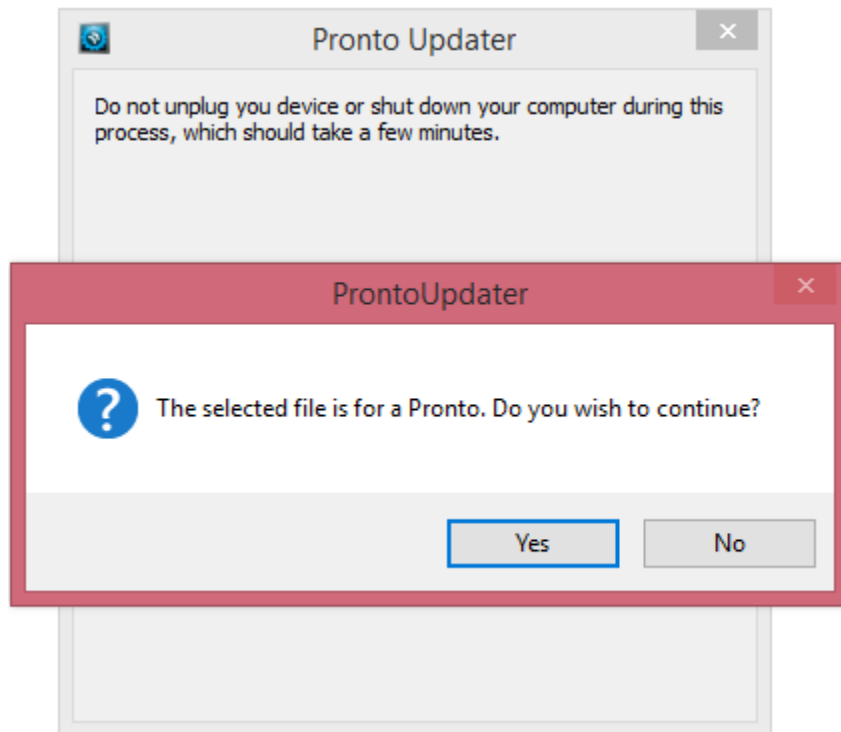 Pronto Updater
Do not unplug you device or shut down your computer during this
process, which should take a few minutes.
ProntoUpdater
The selected file is for a Pronto. Do you wish to continue?
Yes
No